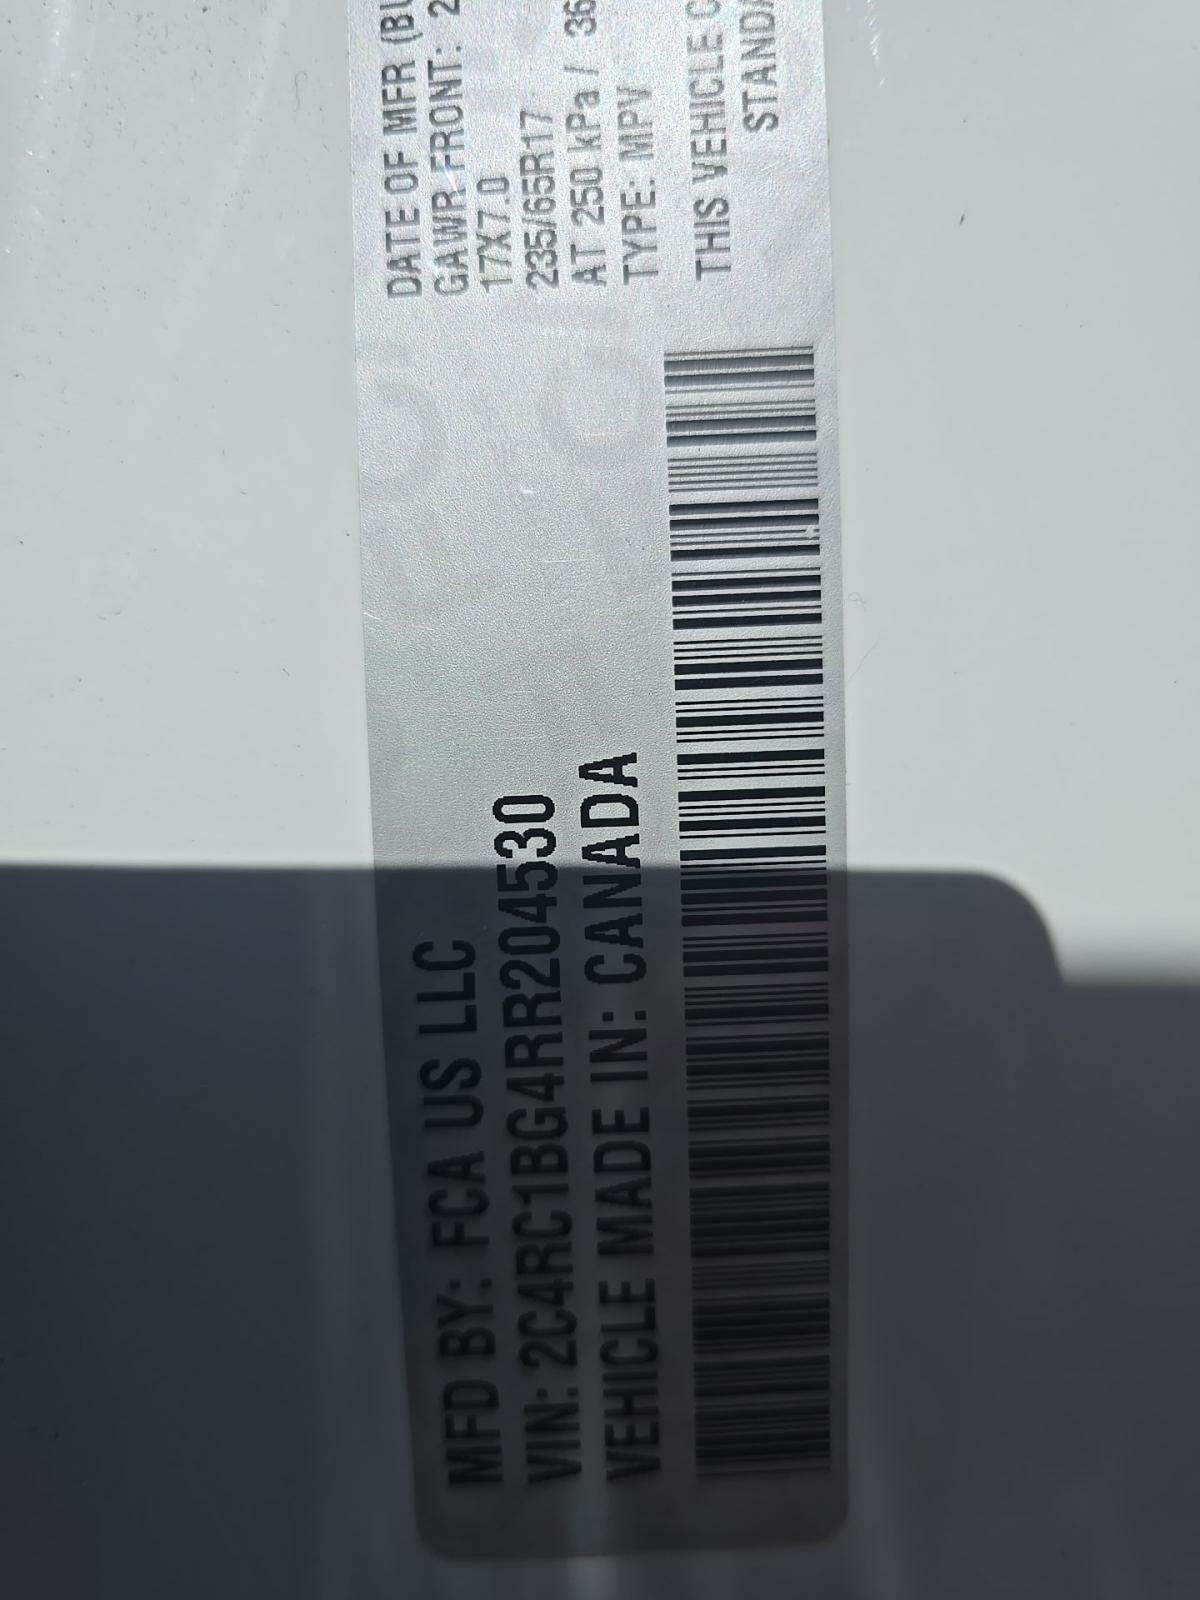 MFD BY: FCA US LLC
VIN: 2C4RC1BG4RR204530
VEHICLE MADE IN: CANADA
DATE OF MFR
GAWR FRONT: 2
17X7.0
235/65R17
AT 250 kPa / 36
TYPE: MPV
THIS VEHICLE C
STANDA